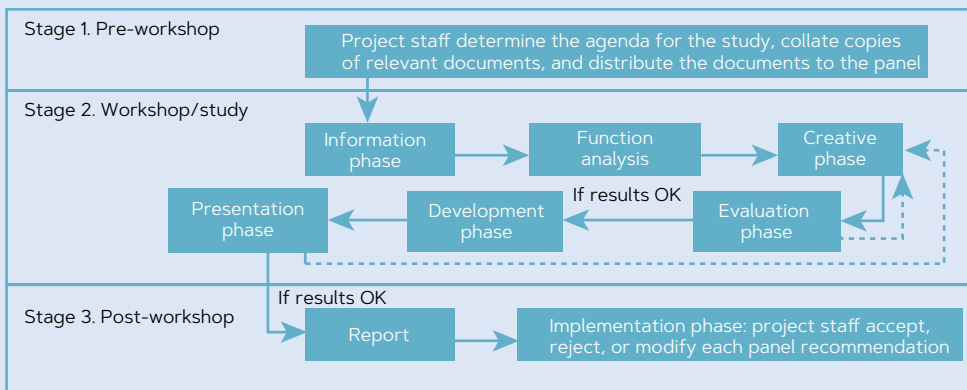 Stage 1. Pre-workshop
Project staff determine the agenda for the study, collate copies
of relevant documents, and distribute the documents to the panel
Stage 2. Workshop/study
Information
phase
Function
analysis
Creative
phase
If results OK
Presentation
phase
Development
phase
Evaluation
phase
If results OK
Stage 3. Post-workshop
Report
Implementation phase: project staff accept,
reject, or modify each panel recommendation